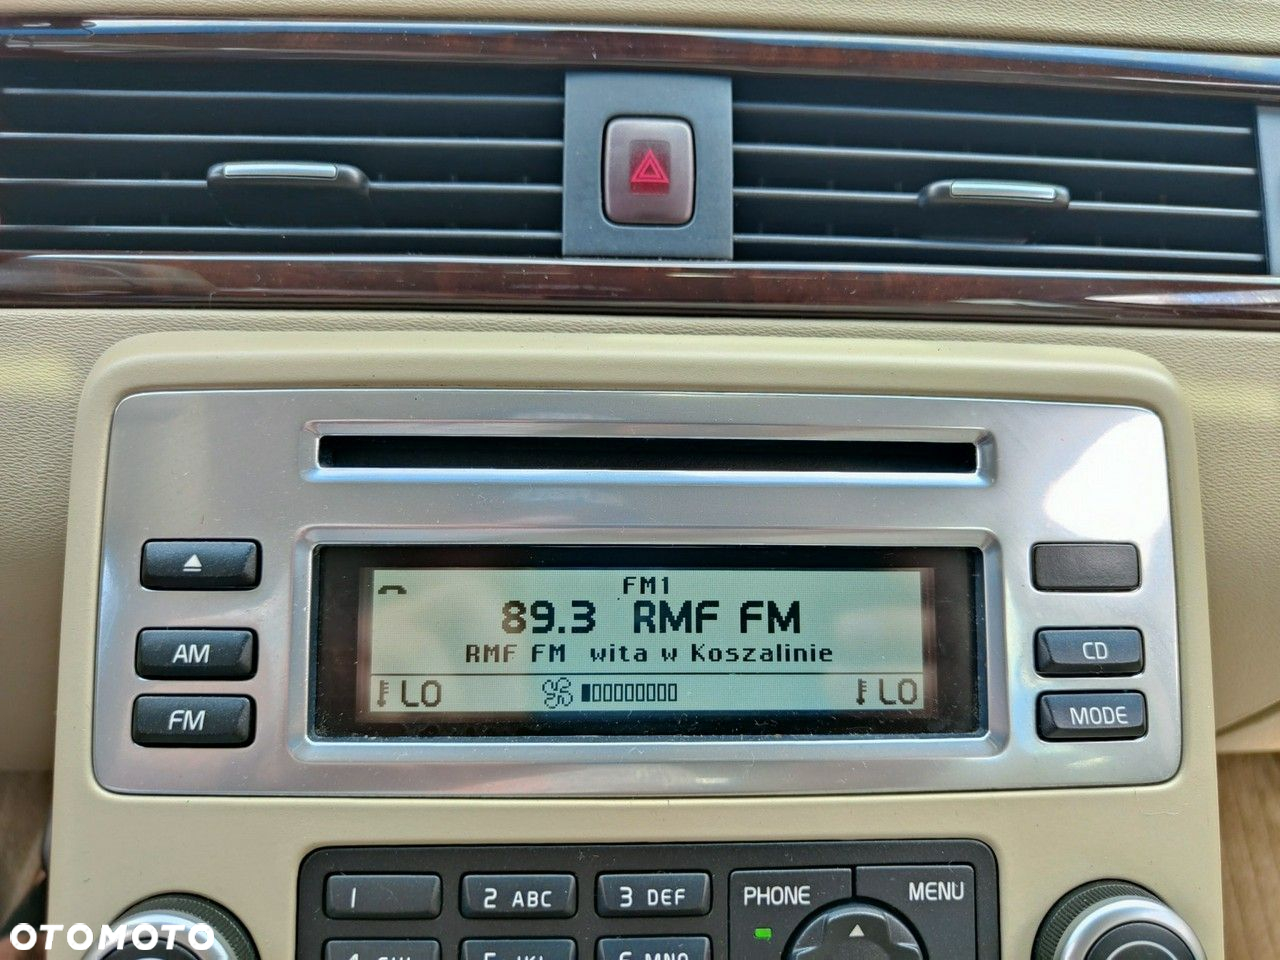 FM1
89.3 RMF FM
RMF FM wita w Koszalinie
LO
LO
AM
FM
CD
MODE
1
2 ABC
3 DEF
PHONE
MENU
OTOMOTO